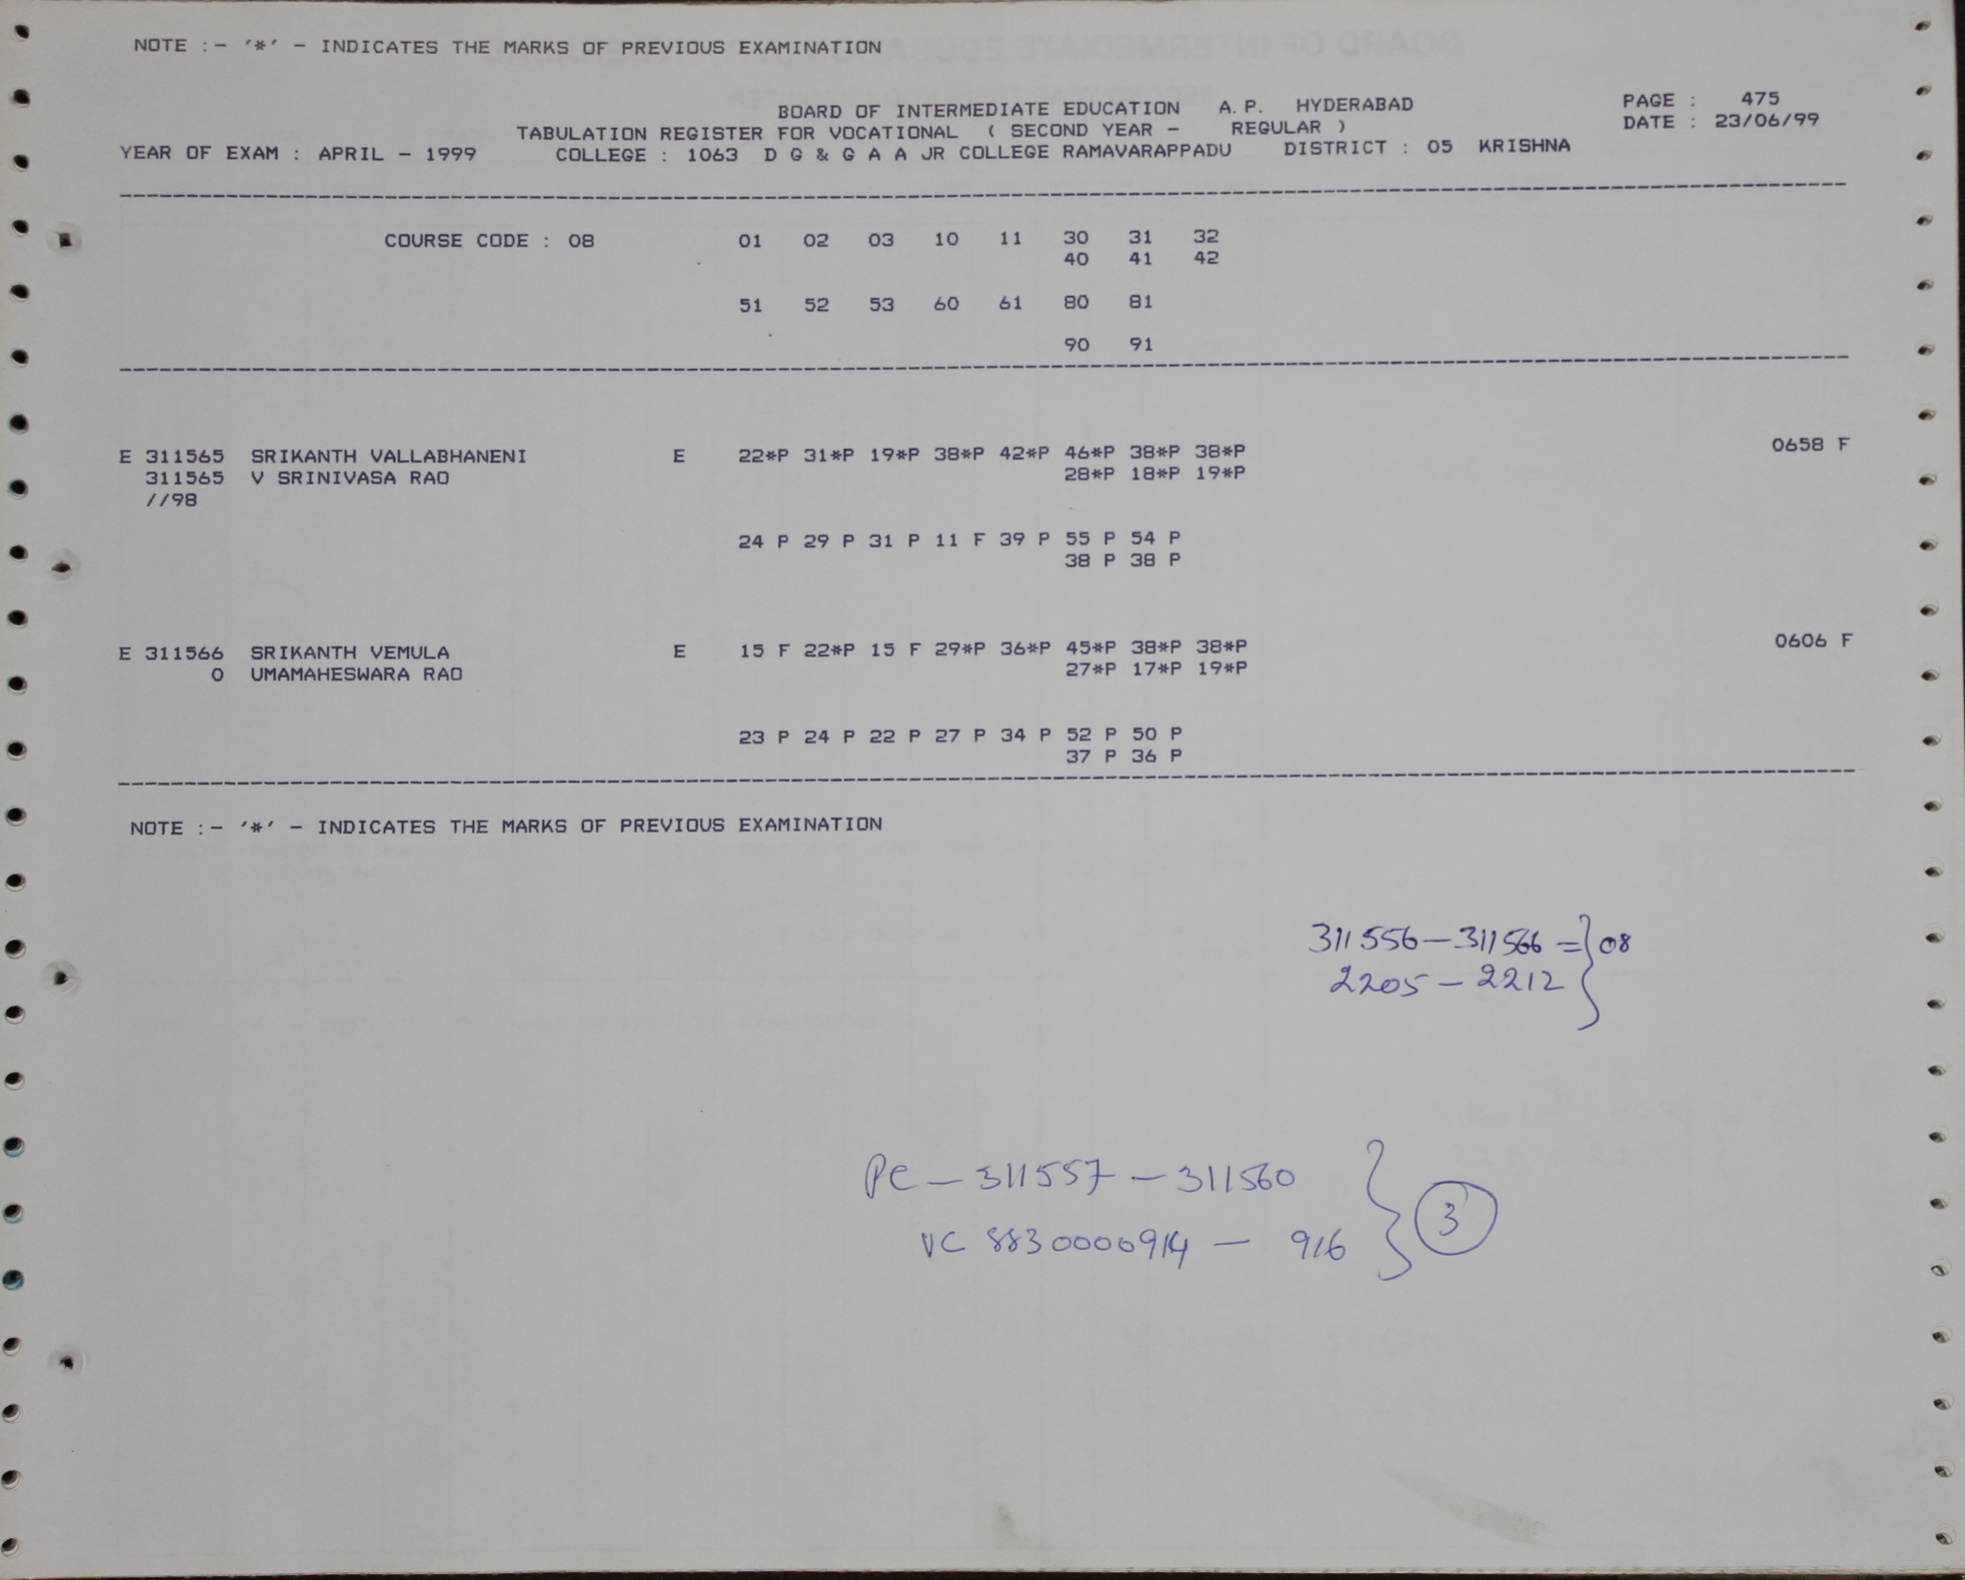 NOTE :- '*' - INDICATES THE MARKS OF PREVIOUS EXAMINATION
BOARD OF INTERMEDIATE EDUCATION A.P. HYDERABAD PAGE : 475
TABULATION REGISTER FOR VOCATIONAL ( SECOND YEAR - REGULAR ) DATE : 23/06/99
YEAR OF EXAM : APRIL - 1999 COLLEGE : 1063 D G & G A A JR COLLEGE RAMAVARAPPADU DISTRICT : 05 KRISHNA
COURSE CODE : 08 01 02 03 10 11 30 31 32
40 41 42
51 52 53 60 61 80 81
90 91
E 311565 SRIKANTH VALLABHANENI E 22*P 31*P 19*P 38*P 42*P 46*P 38*P 38*P 0658 F
311565 V SRINIVASA RAO 28*P 18*P 19*P
//98
24 P 29 P 31 P 11 F 39 P 55 P 54 P
38 P 38 P
E 311566 SRIKANTH VEMULA E 15 F 22*P 15 F 29*P 36*P 45*P 38*P 38*P 0606 F
0 UMAMAHESWARA RAO 27*P 17*P 19*P
23 P 24 P 22 P 27 P 34 P 52 P 50 P
37 P 36 P
NOTE :- '*' - INDICATES THE MARKS OF PREVIOUS EXAMINATION
311556 - 311566 = } 08
2205 - 2212
PC - 311557 - 311560
VC 8830000914 - 916 } 3